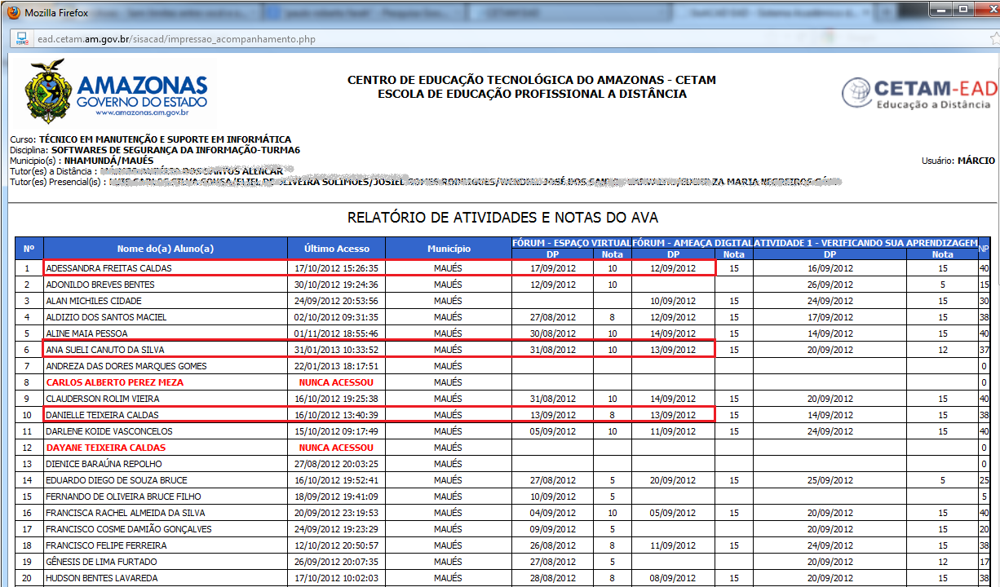 Mozilla Firefox
ead.cetam.am.gov.br/sisacad/impressao_acompanhamento.php
AMAZONAS
GOVERNO DO ESTADO
www.amazonas.am.gov.br
CENTRO DE EDUCAÇÃO TECNOLÓGICA DO AMAZONAS - CETAM
ESCOLA DE EDUCAÇÃO PROFISSIONAL A DISTÂNCIA
CETAM-EAD
Educação a Distância
Curso: TÉCNICO EM MANUTENÇÃO E SUPORTE EM INFORMÁTICA
Disciplina: SOFTWARES DE SEGURANÇA DA INFORMAÇÃO-TURMA6
Municipio(s) : NHAMUNDÁ/MAUÉS
Usuário: MÁRCIO
Tutor(es) a Distância :
Tutor(es) Presencial(is) :
RELATÓRIO DE ATIVIDADES E NOTAS DO AVA
Nº Nome do(a) Aluno(a) Último Acesso Município FÓRUM - ESPAÇO VIRTUAL FÓRUM - AMEAÇA DIGITAL ATIVIDADE 1 - VERIFICANDO SUA APRENDIZAGEM NP
DP Nota DP Nota DP Nota
1 ADESSANDRA FREITAS CALDAS 17/10/2012 15:26:35 MAUÉS 17/09/2012 10 12/09/2012 15 16/09/2012 15 40
2 ADONILDO BREVES BENTES 30/10/2012 19:24:36 MAUÉS 12/09/2012 10 26/09/2012 5 15
3 ALAN MICHILES CIDADE 24/09/2012 20:53:56 MAUÉS 10/09/2012 15 24/09/2012 15 30
4 ALDIZIO DOS SANTOS MACIEL 02/10/2012 09:31:35 MAUÉS 27/08/2012 8 12/09/2012 15 17/09/2012 15 38
5 ALINE MAIA PESSOA 01/11/2012 18:55:46 MAUÉS 30/08/2012 10 14/09/2012 15 14/09/2012 15 40
6 ANA SUELI CANUTO DA SILVA 31/01/2013 10:33:52 MAUÉS 31/08/2012 10 13/09/2012 15 20/09/2012 12 37
7 ANDREZA DAS DORES MARQUES GOMES 22/01/2013 18:17:51 MAUÉS 0
8 CARLOS ALBERTO PEREZ MEZA NUNCA ACESSOU MAUÉS 0
9 CLAUDERSON ROLIM VIEIRA 16/10/2012 19:25:38 MAUÉS 31/08/2012 10 14/09/2012 15 20/09/2012 15 40
10 DANIELLE TEIXEIRA CALDAS 16/10/2012 13:40:39 MAUÉS 13/09/2012 8 13/09/2012 15 14/09/2012 15 38
11 DARLENE KOIDE VASCONCELOS 15/10/2012 09:17:49 MAUÉS 05/09/2012 10 11/09/2012 15 24/09/2012 15 40
12 DAYANE TEIXEIRA CALDAS NUNCA ACESSOU MAUÉS 0
13 DIENICE BARAÚNA REPOLHO 27/08/2012 20:03:25 MAUÉS 0
14 EDUARDO DIEGO DE SOUZA BRUCE 16/10/2012 19:52:41 MAUÉS 27/08/2012 5 20/09/2012 15 25/09/2012 5 25
15 FERNANDO DE OLIVEIRA BRUCE FILHO 18/09/2012 19:41:09 MAUÉS 10/09/2012 5 5
16 FRANCISCA RACHEL ALMEIDA DA SILVA 20/09/2012 23:19:53 MAUÉS 04/09/2012 10 05/09/2012 15 20/09/2012 15 40
17 FRANCISCO COSME DAMIÃO GONÇALVES 24/09/2012 19:23:29 MAUÉS 09/09/2012 5 20/09/2012 15 20
18 FRANCISCO FELIPE FERREIRA 12/10/2012 20:50:57 MAUÉS 26/08/2012 8 11/09/2012 15 24/09/2012 15 38
19 GÊNESIS DE LIMA FURTADO 26/09/2012 20:07:35 MAUÉS 27/08/2012 5 20/09/2012 12 17
20 HUDSON BENTES LAVAREDA 17/10/2012 10:02:03 MAUÉS 28/08/2012 8 08/09/2012 15 20/09/2012 15 38